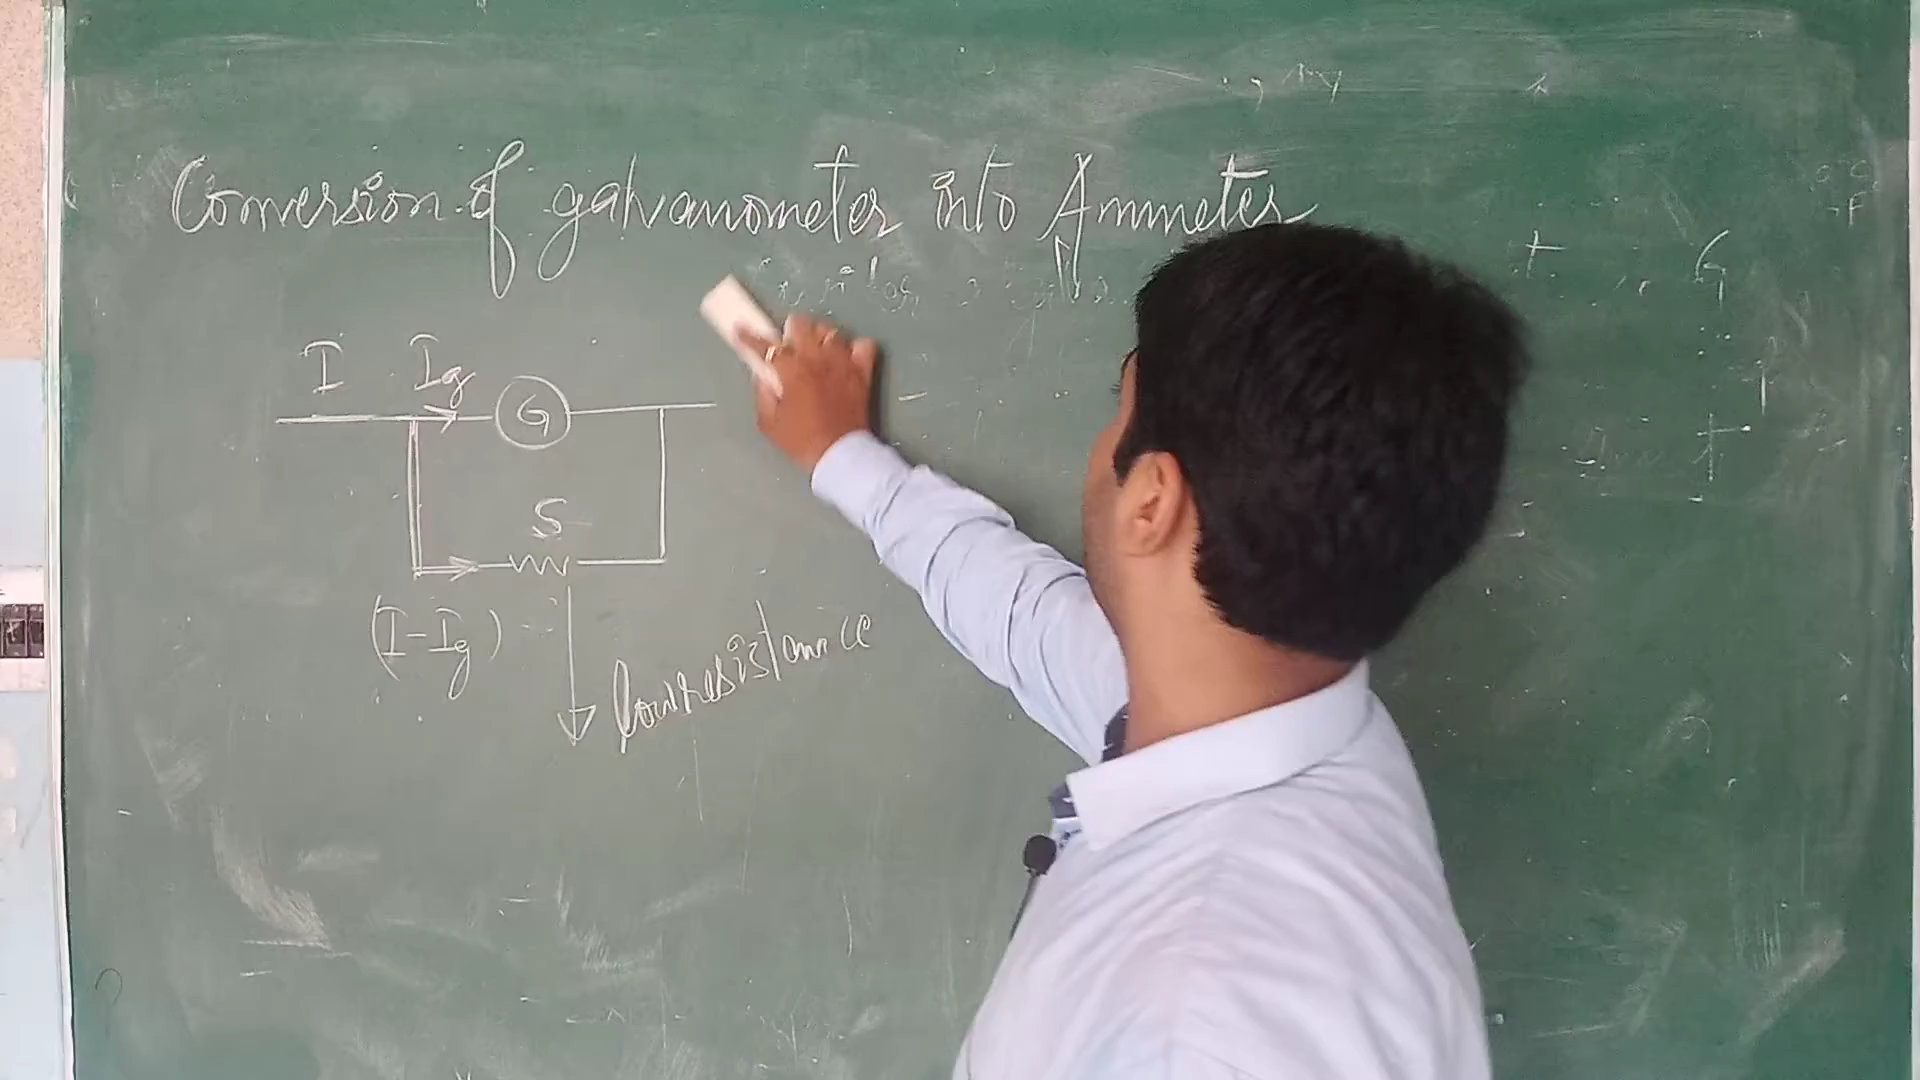 Conversion of galvanometer into Ammeter
I Ig
G
S
(I-Ig)
low resistance
G